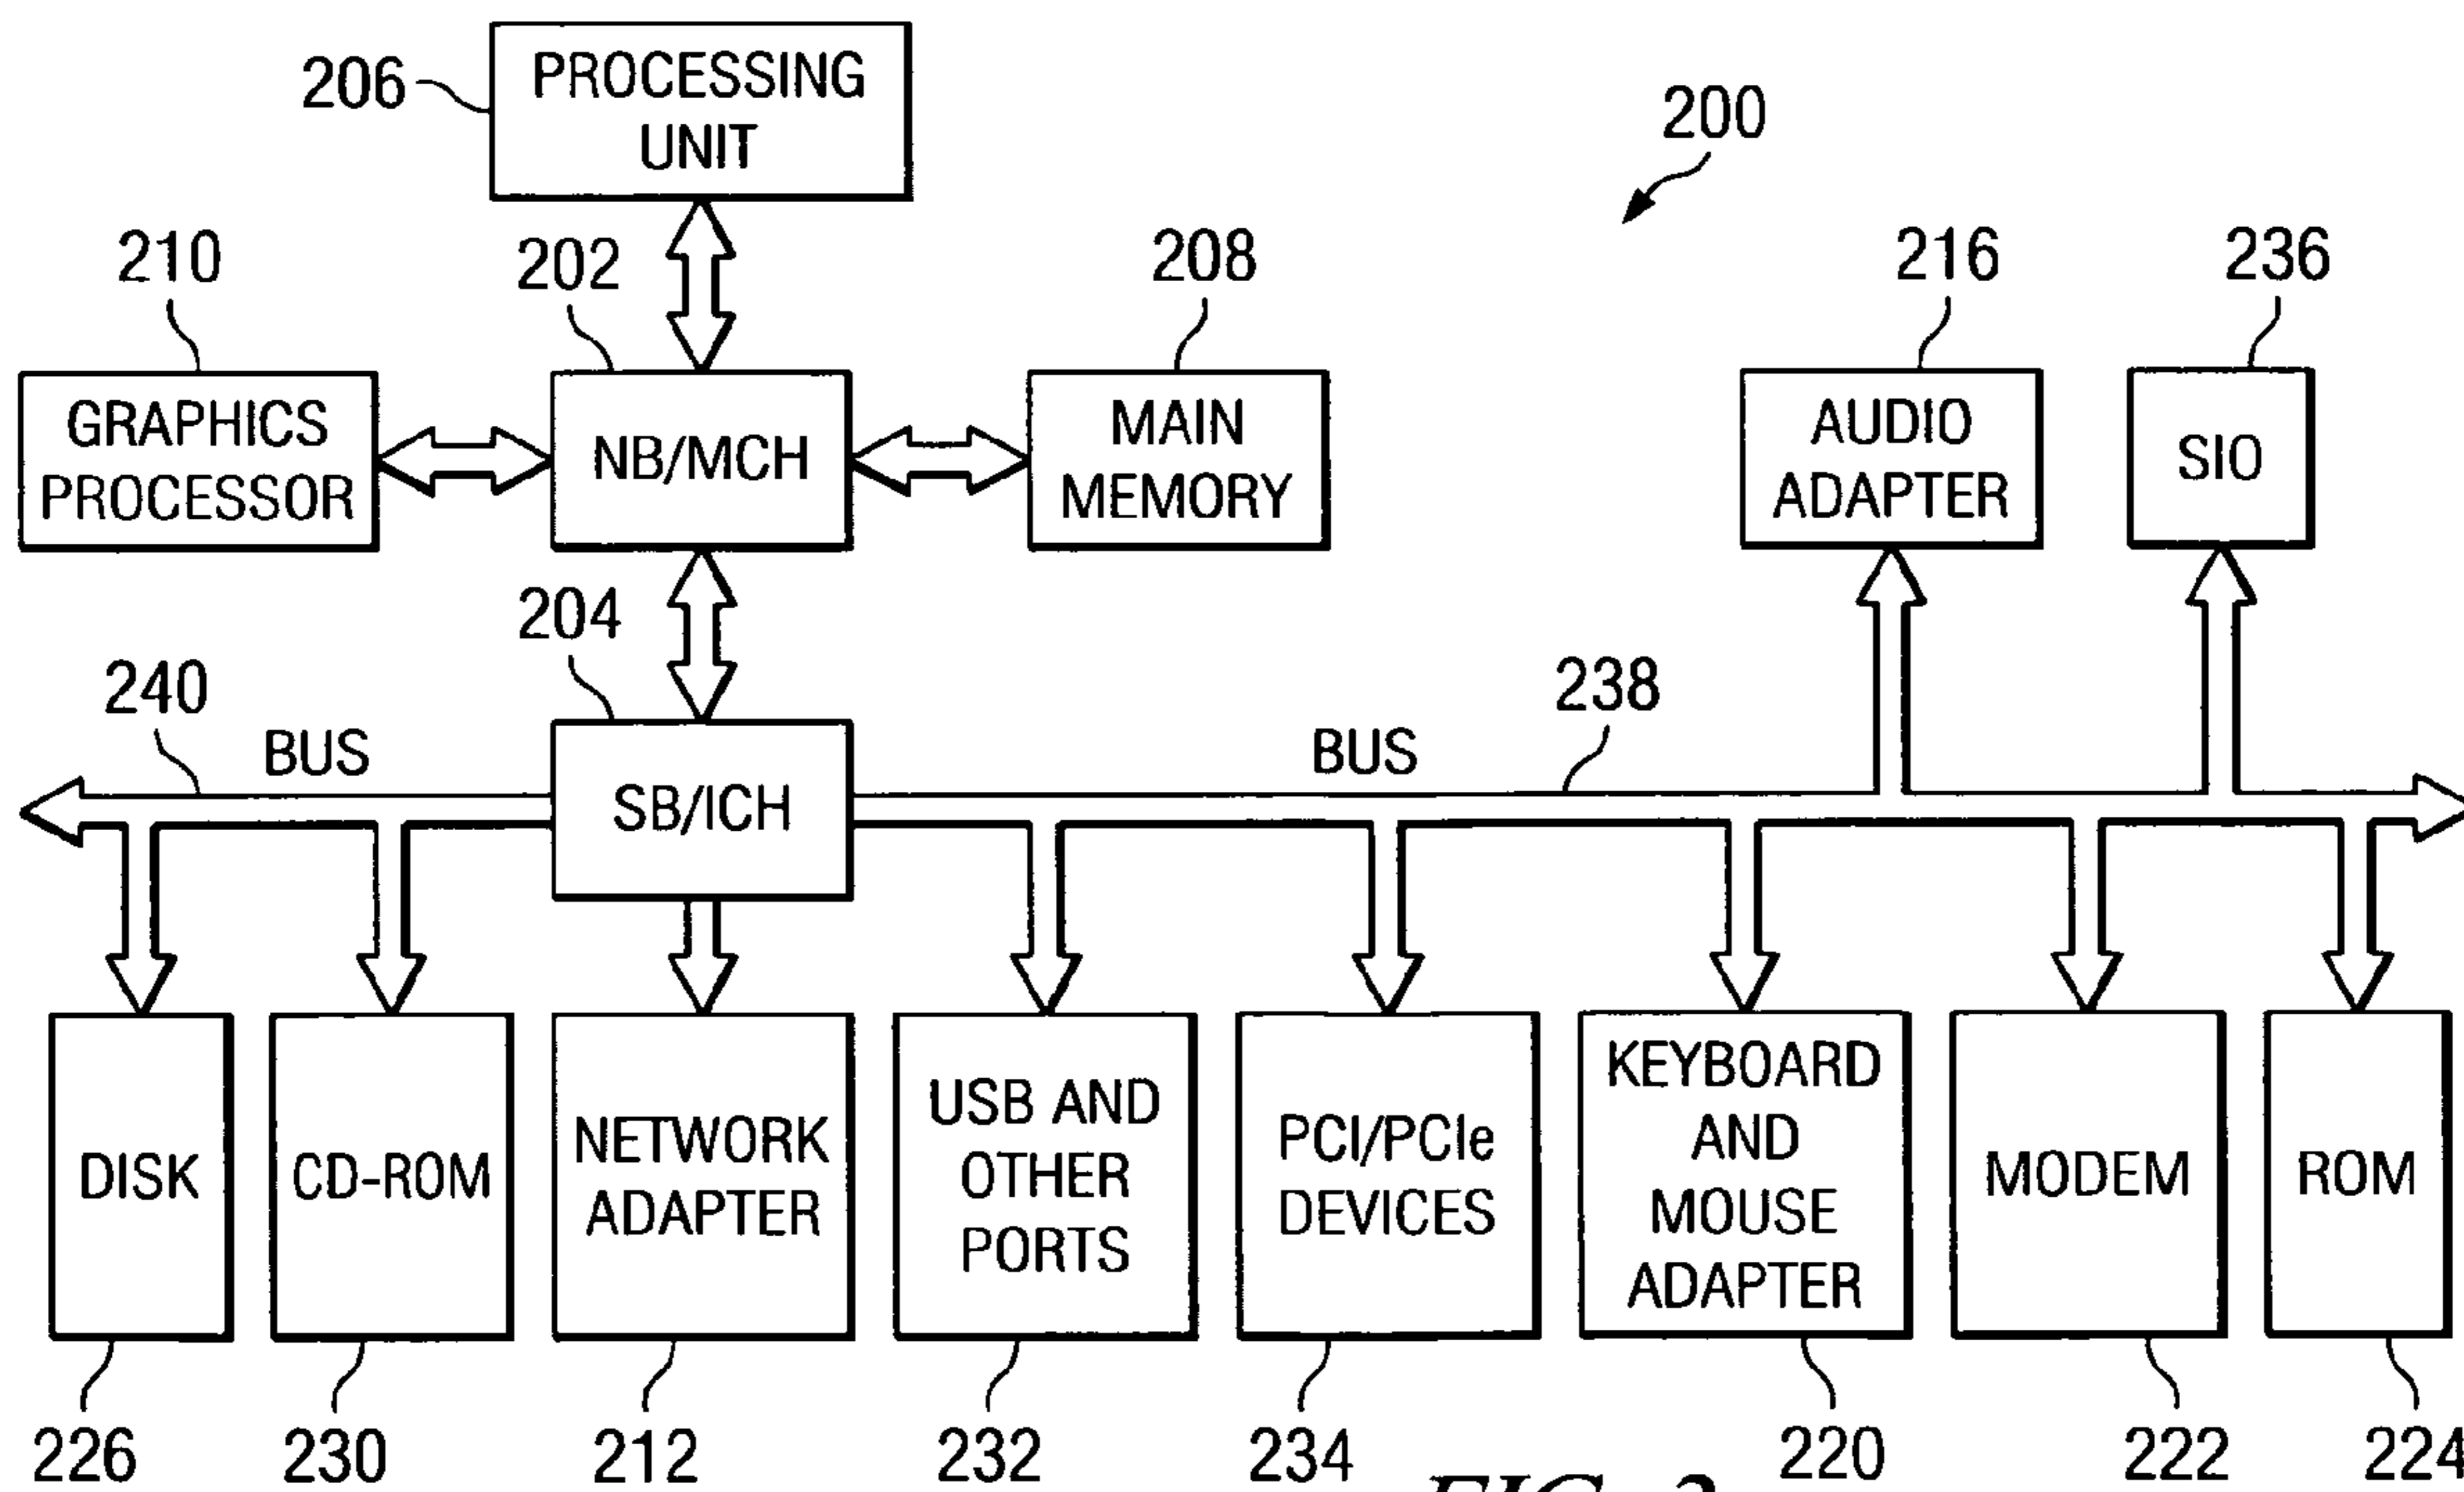 206
PROCESSING
UNIT
200
210
202
208
216
236
GRAPHICS
PROCESSOR
NB/MCH
MAIN
MEMORY
AUDIO
ADAPTER
SIO
204
240
BUS
SB/ICH
BUS
238
DISK
CD-ROM
NETWORK
ADAPTER
USB AND
OTHER
PORTS
PCI/PCIe
DEVICES
KEYBOARD
AND
MOUSE
ADAPTER
MODEM
ROM
226
230
212
232
234
220
222
224